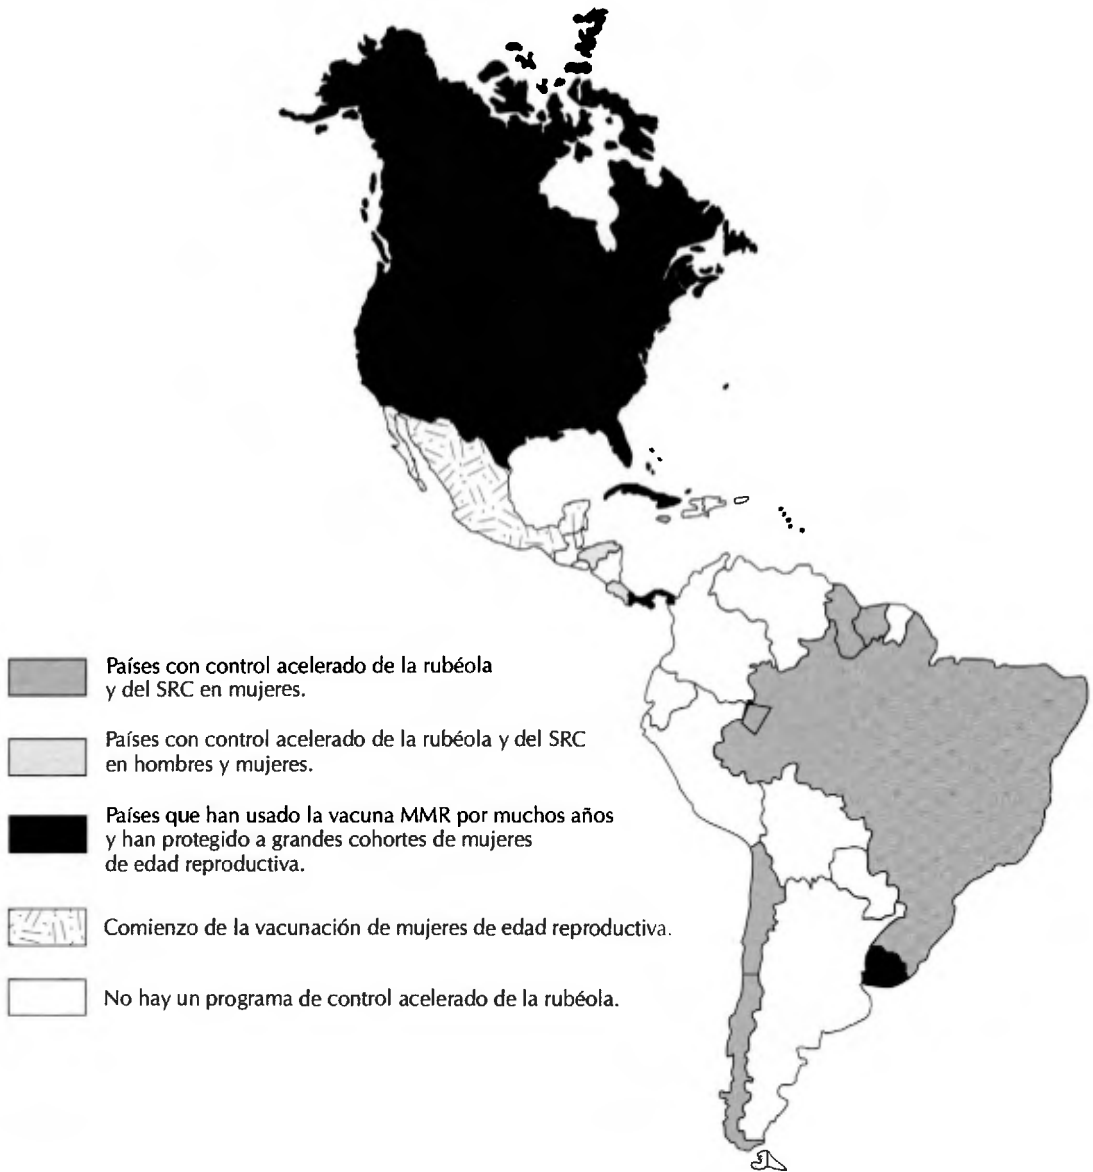 Países con control acelerado de la rubéola
y del SRC en mujeres.
Países con control acelerado de la rubéola y del SRC
en hombres y mujeres.
Países que han usado la vacuna MMR por muchos años
y han protegido a grandes cohortes de mujeres
de edad reproductiva.
Comienzo de la vacunación de mujeres de edad reproductiva.
No hay un programa de control acelerado de la rubéola.